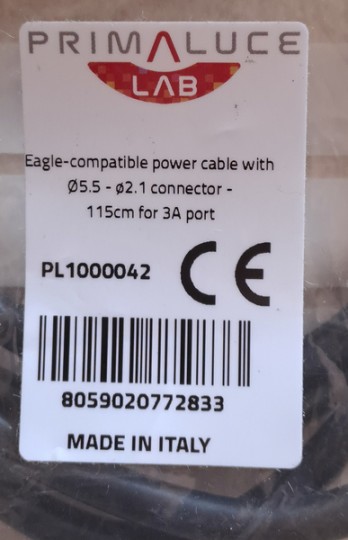 PRIMALUCE
LAB
Eagle-compatible power cable with
Ø5.5 - ø2.1 connector -
115cm for 3A port
PL1000042 CE
8059020772833
MADE IN ITALY